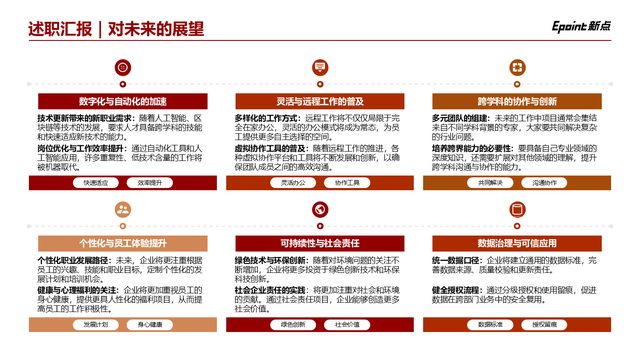 述职汇报｜对未来的展望
Epoint 新点
数字化与自动化的加速
技术更新带来的新职业需求：随着人工智能、区
块链等技术的发展，要求人才具备跨学科的技能
和快速适应新技术的能力。
岗位优化与工作效率提升：通过自动化工具和人
工智能应用，许多重复性、低技术含量的工作将
被机器取代。
快速适应
效率提升
灵活与远程工作的普及
多样化的工作方式：远程工作将不仅仅局限于完
全在家办公，灵活的办公模式将成为常态，为员
工提供更多自主选择的空间。
虚拟协作工具的普及：随着远程工作的推进，各
种虚拟协作平台和工具将不断发展和创新，以确
保团队成员之间的高效沟通。
灵活办公
协作工具
跨学科的协作与创新
多元团队的组建：未来的工作中项目通常会集结
来自不同学科背景的专家，大家要共同解决复杂
的行业问题。
培养跨界能力的必要性：要具备自己专业领域的
深度知识，还需要扩展对其他领域的理解，提升
跨学科沟通与协作的能力。
共同解决
沟通协作
个性化与员工体验提升
个性化职业发展路径：未来，企业将更注重根据
员工的兴趣、技能和职业目标，定制个性化的发
展计划和培训机会。
健康与心理福利的关注：企业将更加重视员工的
身心健康，提供更具人性化的福利项目，从而提
高员工的工作积极性。
发展计划
身心健康
可持续性与社会责任
绿色技术与环保创新：随着对环境问题的关注不
断增加，企业将更多投资于绿色创新技术和环保
科技创新。
社会企业责任的实践：将更加注重对社会和环境
的贡献。通过社会责任项目，企业能够创造更多
社会价值。
绿色创新
社会价值
数据治理与可信应用
统一数据口径：企业将建立通用的数据标准，完
善数据来源、质量校验和更新责任。
健全授权流程：通过分级授权和使用留痕，促进
数据在跨部门业务中的安全复用。
数据标准
授权留痕